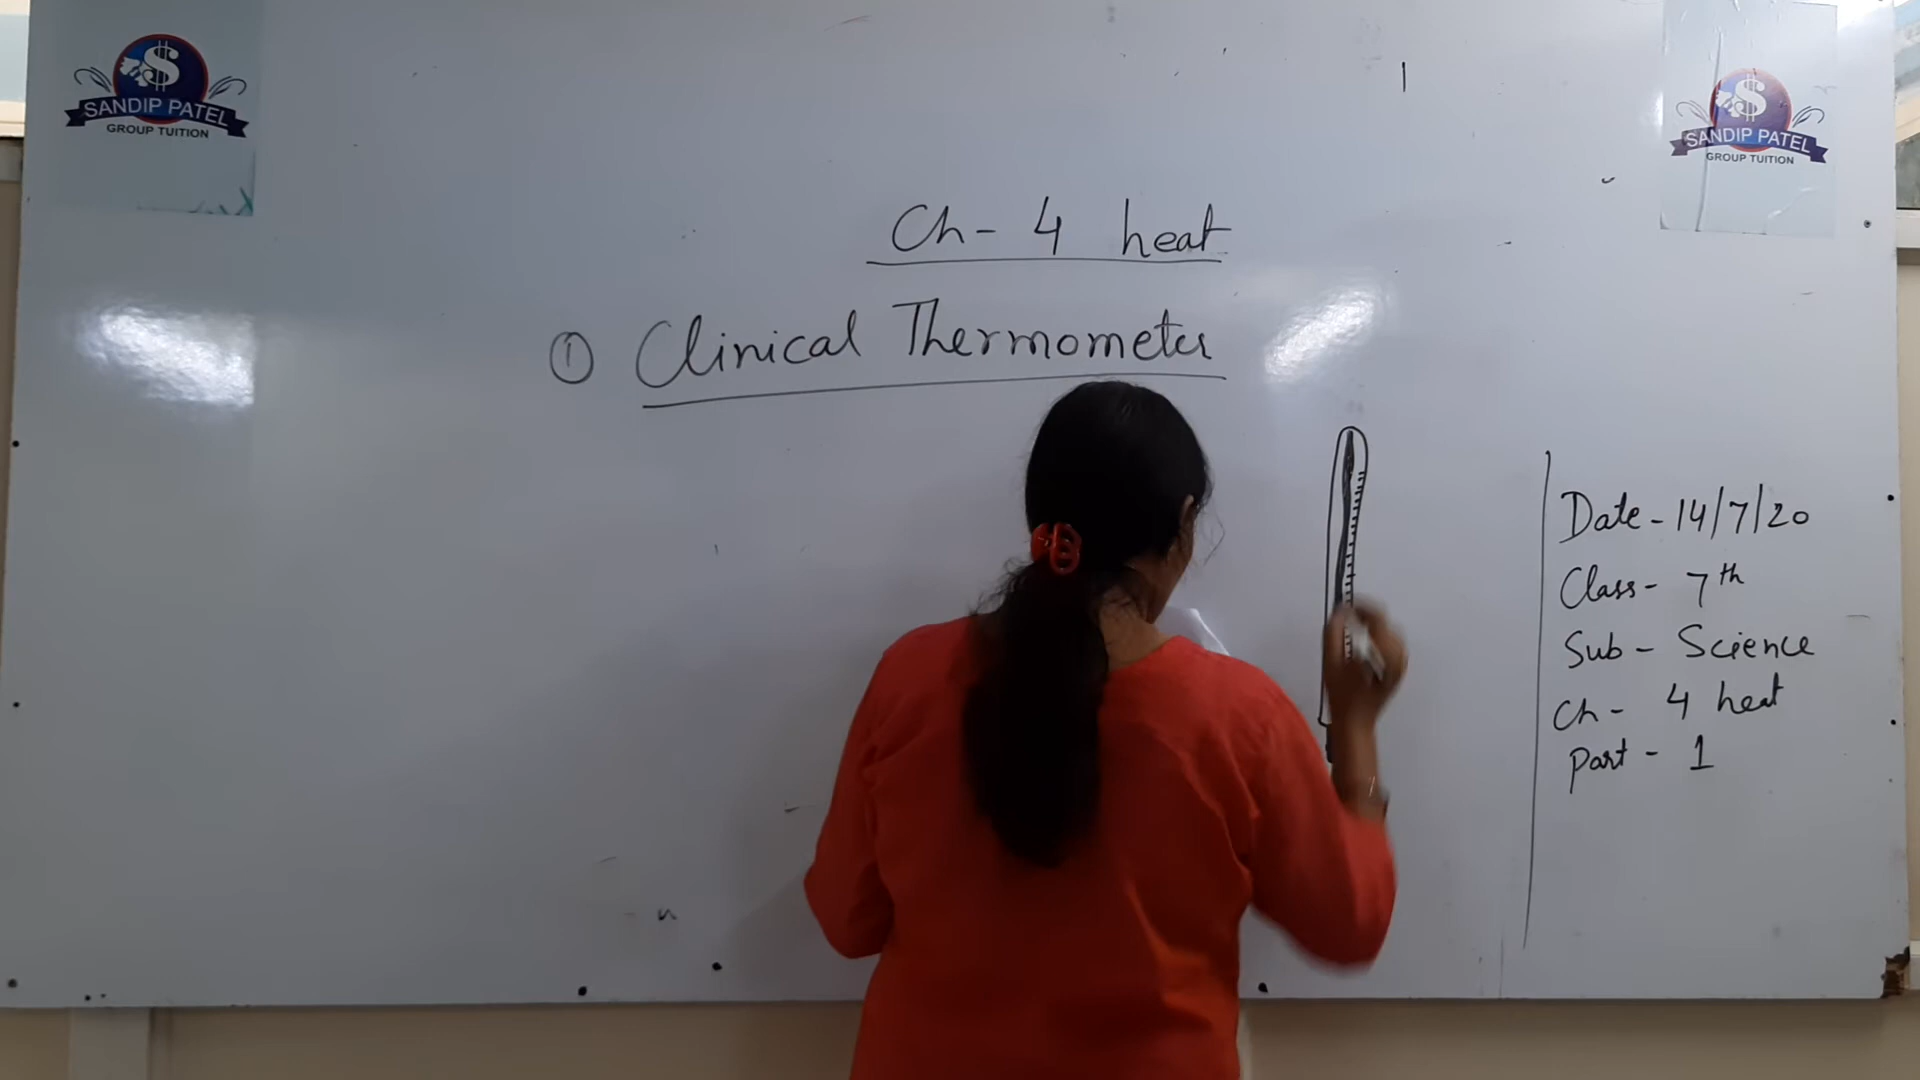 $
SANDIP PATEL
GROUP TUITION
$
SANDIP PATEL
GROUP TUITION
Ch - 4 heat
① Clinical Thermometer
Date - 14/7/20
Class - 7th
Sub - Science
Ch - 4 heat
Part - 1